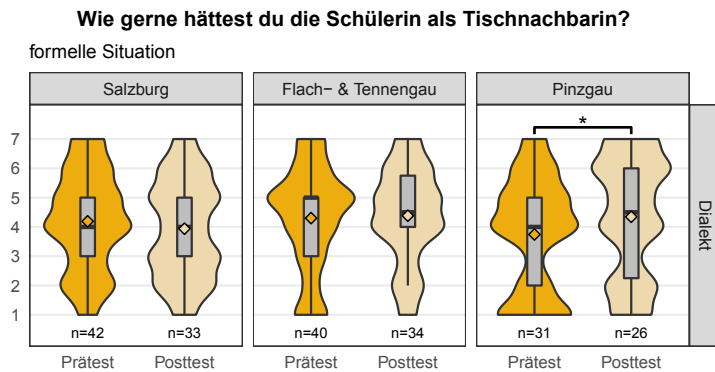 Wie gerne hättest du die Schülerin als Tischnachbarin?
formelle Situation
Salzburg
Flach− & Tennengau
Pinzgau
*
Dialekt
7
6
5
4
3
2
1
n=42
n=33
n=40
n=34
n=31
n=26
Prätest
Posttest
Prätest
Posttest
Prätest
Posttest